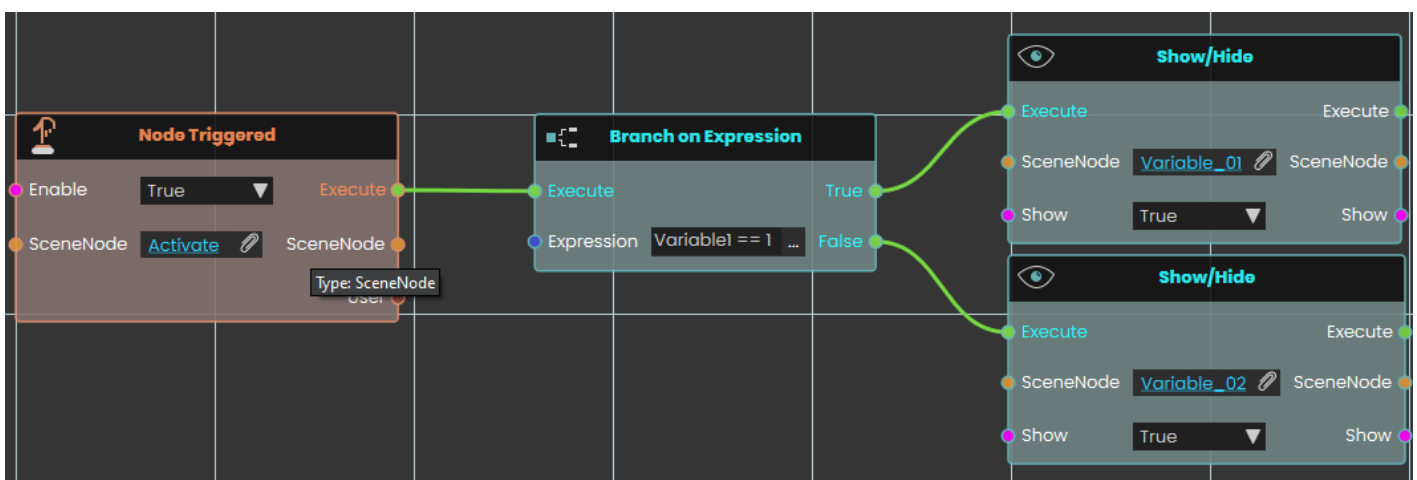 Node Triggered
Enable True Execute
SceneNode Activate SceneNode
Type: SceneNode
User
Branch on Expression
Execute True
Expression Variable1 == 1 ... False
Show/Hide
Execute Execute
SceneNode Variable_01 SceneNode
Show True Show
Show/Hide
Execute Execute
SceneNode Variable_02 SceneNode
Show True Show